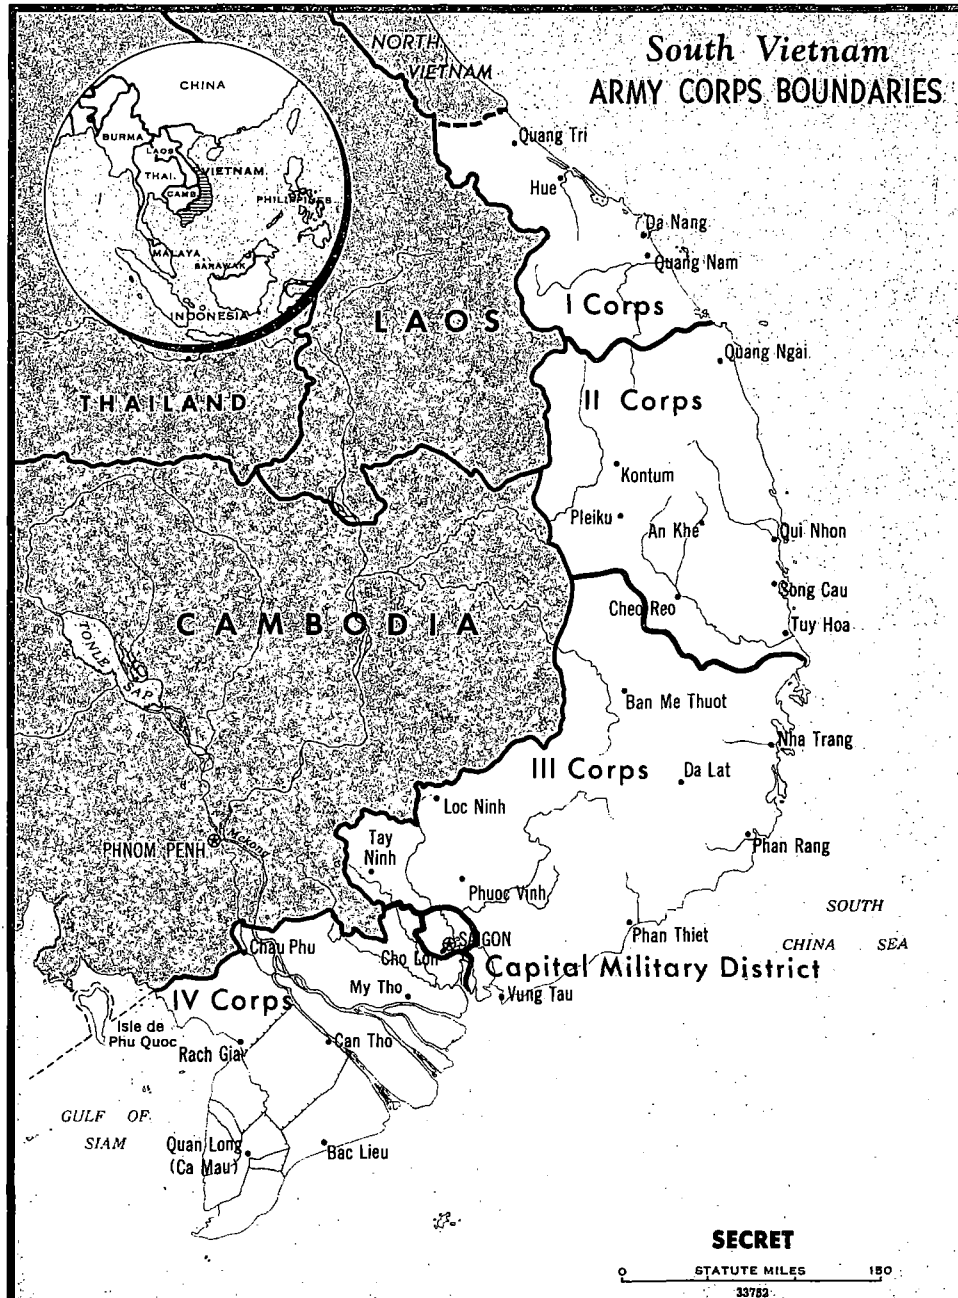 South Vietnam
ARMY CORPS BOUNDARIES
NORTH
VIETNAM
CHINA
BURMA
LAOS
THAI.
VIETNAM
CAMB
PHILIPPINES
MALAYA
SARAWAK
INDONESIA
Quang Tri
Hue
Da Nang
Quang Nam
I Corps
LAOS
Quang Ngai
THAILAND
II Corps
Kontum
Pleiku
An Khe
Qui Nhon
Song Cau
Cheo Reo
Tuy Hoa
CAMBODIA
TONLE
SAP
Ban Me Thuot
Nha Trang
III Corps
Da Lat
Loc Ninh
PHNOM PENH
Mekong
Tay
Ninh
Phan Rang
Phuoc Vinh
SOUTH
CHINA SEA
Phan Thiet
SAIGON
Chau Phu
Cho Lon
Capital Military District
IV Corps
My Tho
Vung Tau
Isle de
Phu Quoc
Rach Gia
Can Tho
GULF OF
SIAM
Quan Long
(Ca Mau)
Bac Lieu
SECRET
STATUTE MILES
0 150
33752